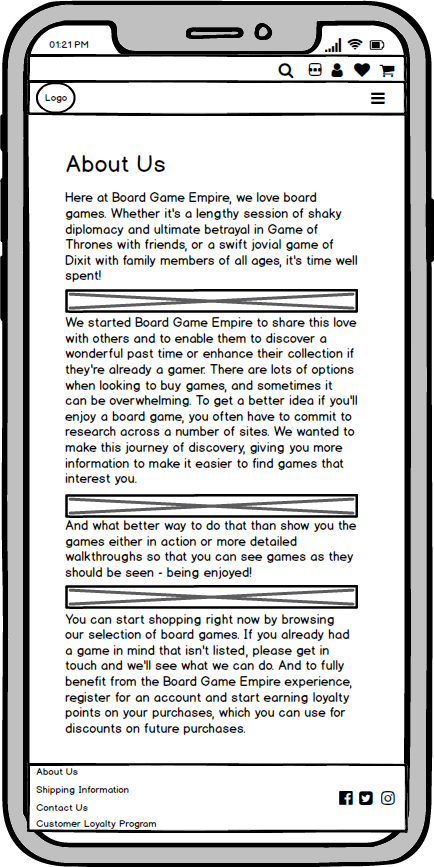 01:21 PM
Logo
About Us
Here at Board Game Empire, we love board
games. Whether it's a lengthy session of shaky
diplomacy and ultimate betrayal in Game of
Thrones with friends, or a swift jovial game of
Dixit with family members of all ages, it's time well
spent!
We started Board Game Empire to share this love
with others and to enable them to discover a
wonderful past time or enhance their collection if
they're already a gamer. There are lots of options
when looking to buy games, and sometimes it
can be overwhelming. To get a better idea if you'll
enjoy a board game, you often have to commit to
research across a number of sites. We wanted to
make this journey of discovery, giving you more
information to make it easier to find games that
interest you.
And what better way to do that than show you the
games either in action or more detailed
walkthroughs so that you can see games as they
should be seen - being enjoyed!
You can start shopping right now by browsing
our selection of board games. If you already had
a game in mind that isn't listed, please get in
touch and we'll see what we can do. And to fully
benefit from the Board Game Empire experience,
register for an account and start earning loyalty
points on your purchases, which you can use for
discounts on future purchases.
About Us
Shipping Information
Contact Us
Customer Loyalty Program